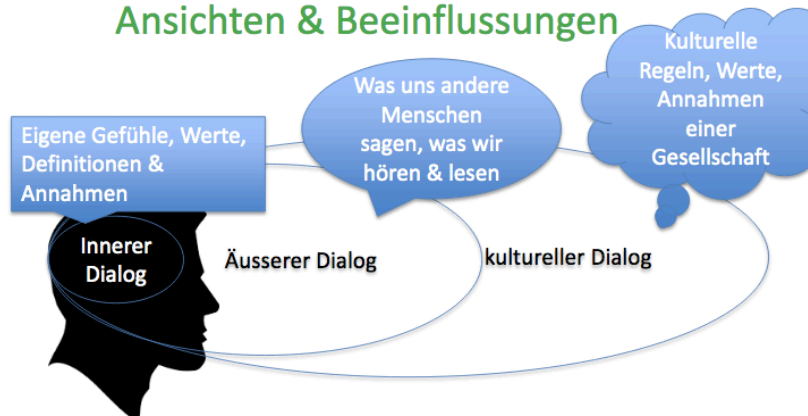 Ansichten & Beeinflussungen
Eigene Gefühle, Werte,
Definitionen &
Annahmen
Was uns andere
Menschen
sagen, was wir
hören & lesen
Kulturelle
Regeln, Werte,
Annahmen
einer
Gesellschaft
Innerer
Dialog
Äusserer Dialog
kultureller Dialog